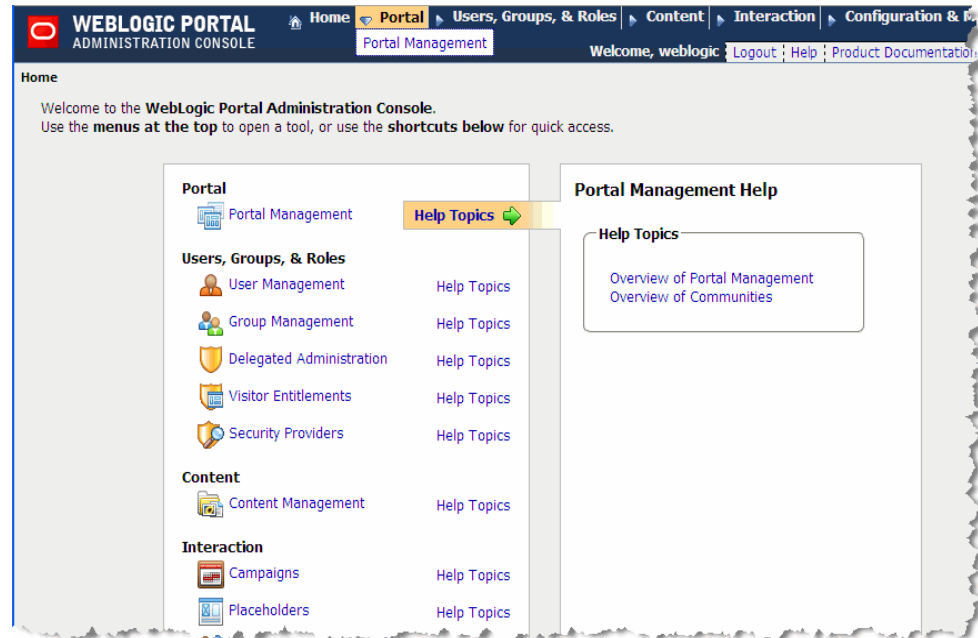 WEBLOGIC PORTAL
ADMINISTRATION CONSOLE
Home Portal Users, Groups, & Roles Content Interaction Configuration &
Portal Management
Welcome, weblogic Logout Help Product Documentation
Home
Welcome to the WebLogic Portal Administration Console.
Use the menus at the top to open a tool, or use the shortcuts below for quick access.
Portal
Portal Management Help Topics
Users, Groups, & Roles
User Management Help Topics
Group Management Help Topics
Delegated Administration Help Topics
Visitor Entitlements Help Topics
Security Providers Help Topics
Content
Content Management Help Topics
Interaction
Campaigns Help Topics
Placeholders Help Topics
Portal Management Help
Help Topics
Overview of Portal Management
Overview of Communities